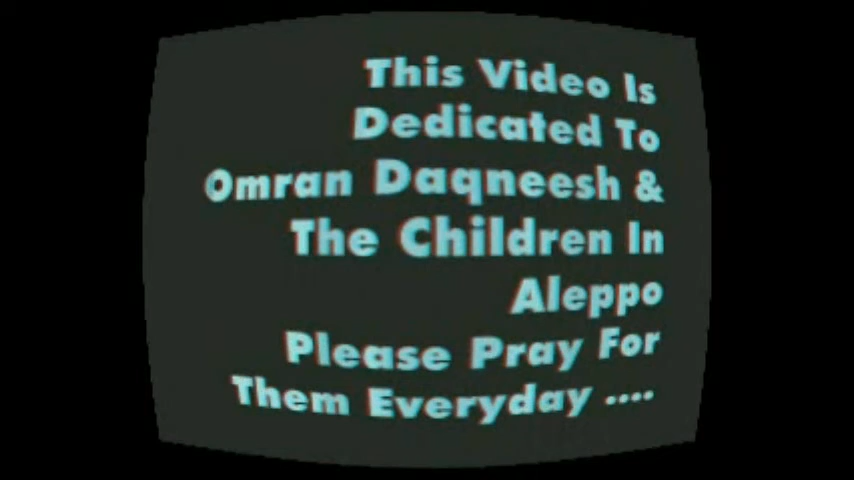 This Video Is
Dedicated To
Omran Daqneesh &
The Children In
Aleppo
Please Pray For
Them Everyday ....